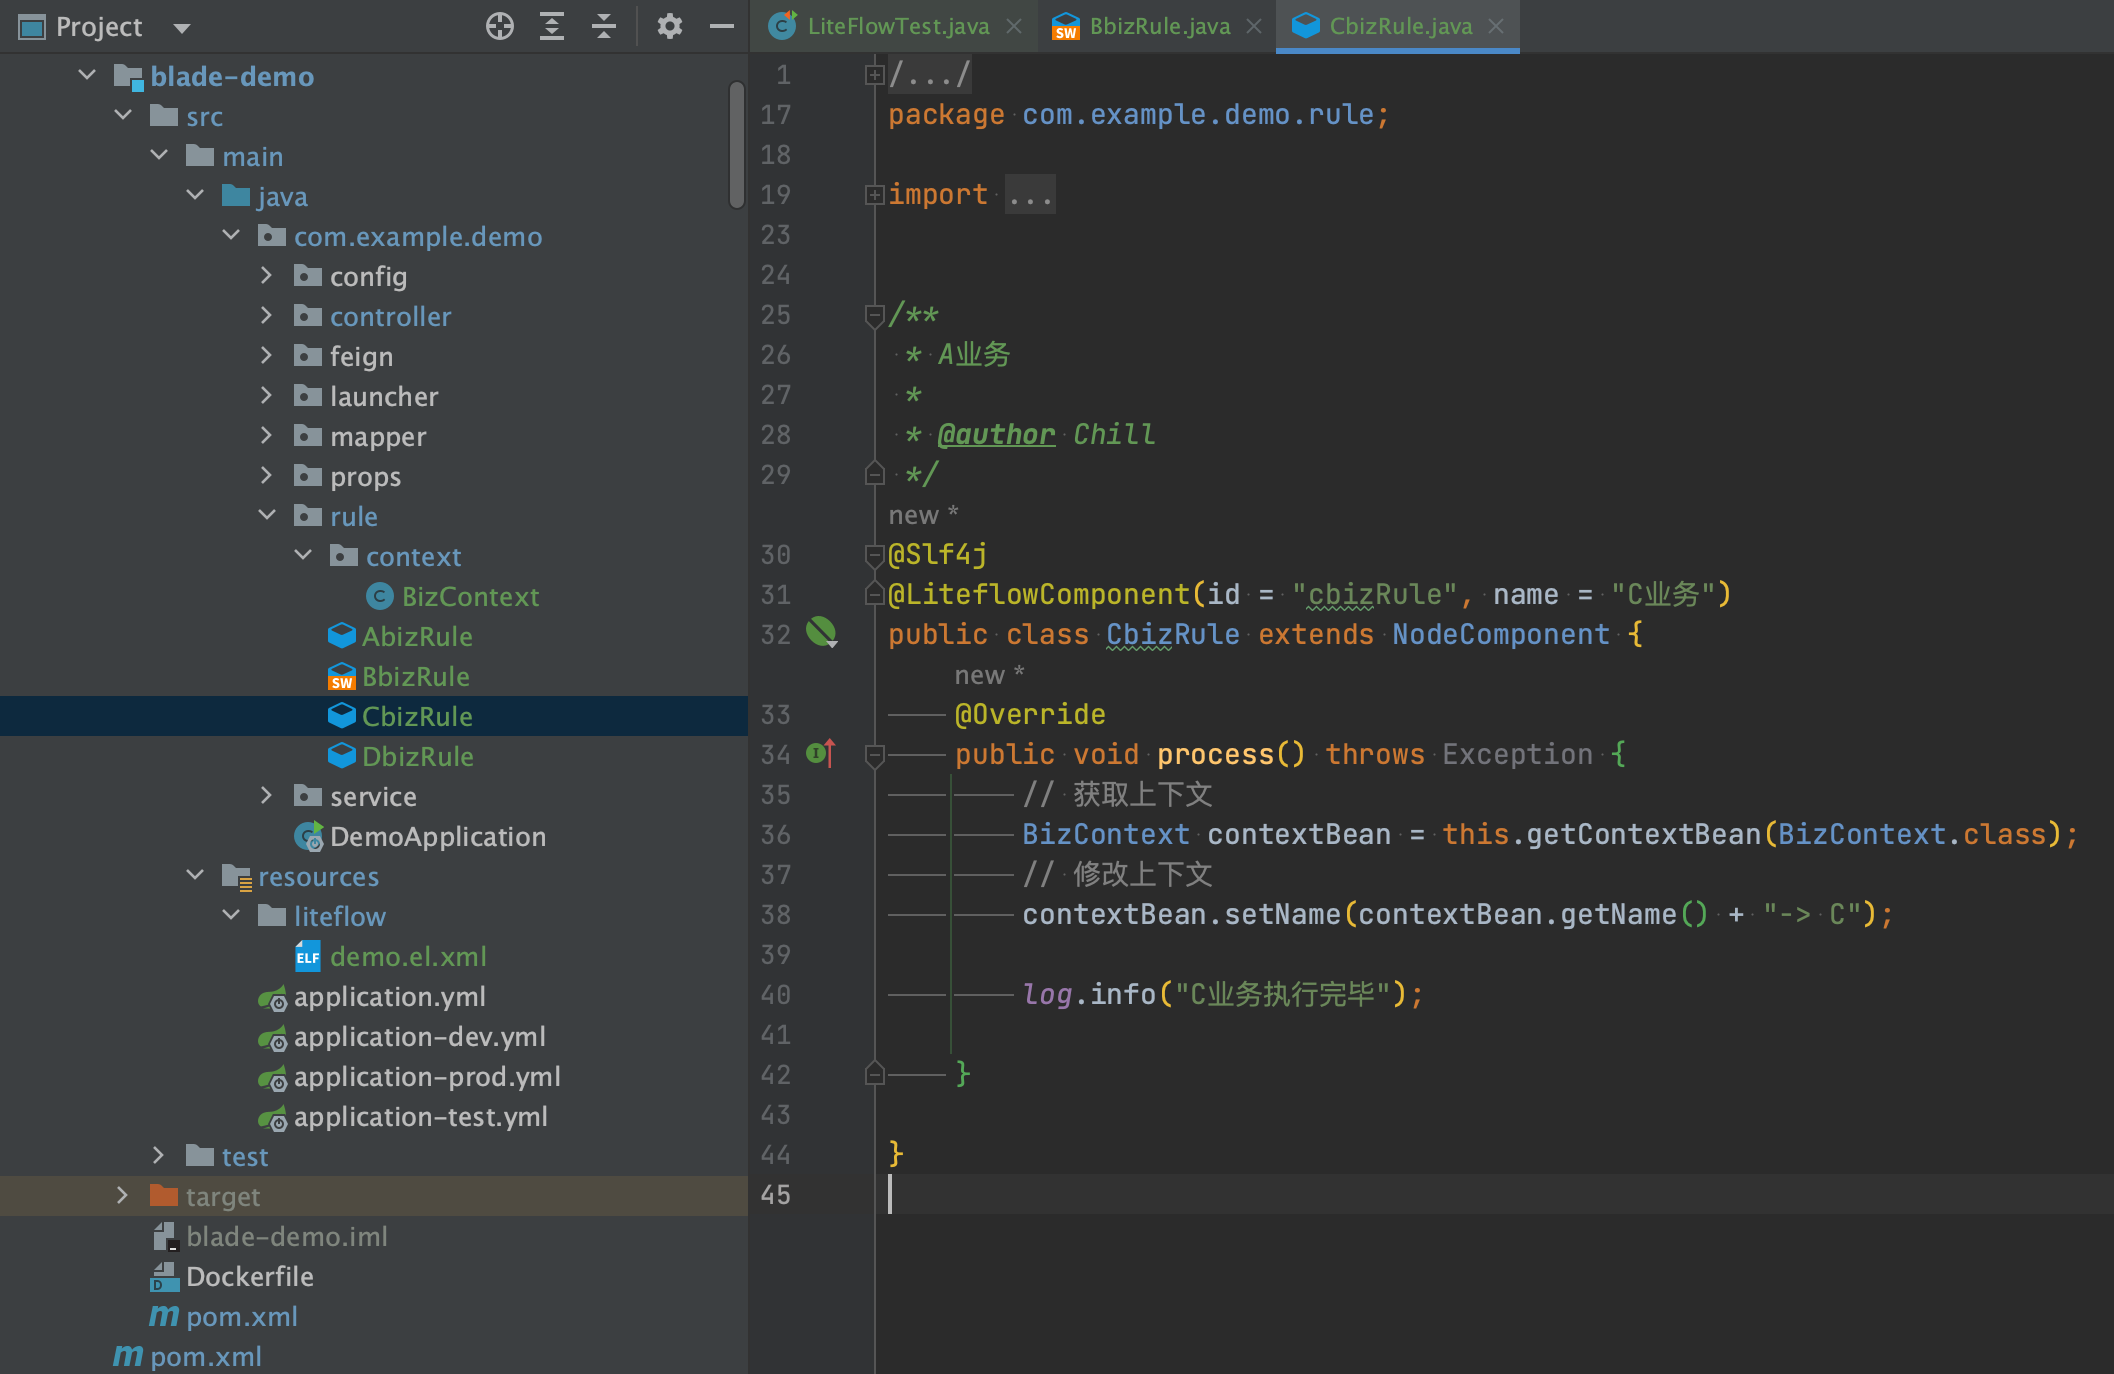 Project
blade-demo
src
main
java
com.example.demo
config
controller
feign
launcher
mapper
props
rule
context
BizContext
AbizRule
BbizRule
CbizRule
DbizRule
service
DemoApplication
resources
liteflow
demo.el.xml
application.yml
application-dev.yml
application-prod.yml
application-test.yml
test
target
blade-demo.iml
Dockerfile
pom.xml
pom.xml
LiteFlowTest.java
BbizRule.java
CbizRule.java
1 /.../
17 package com.example.demo.rule;
18
19 import ...
23
24
25 /**
26 * A业务
27 *
28 * @author Chill
29 */
new *
30 @Slf4j
31 @LiteflowComponent(id = "cbizRule", name = "C业务")
32 public class CbizRule extends NodeComponent {
new *
33 @Override
34 public void process() throws Exception {
35 // 获取上下文
36 BizContext contextBean = this.getContextBean(BizContext.class);
37 // 修改上下文
38 contextBean.setName(contextBean.getName() + "-> C");
39
40 log.info("C业务执行完毕");
41
42 }
43
44 }
45